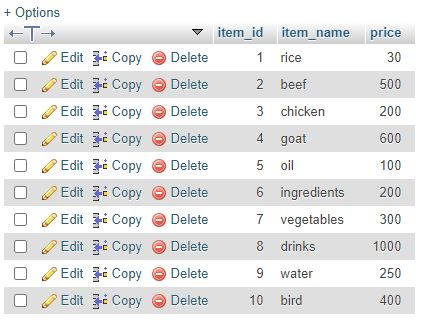 + Options
item_id item_name price
Edit Copy Delete 1 rice 30
Edit Copy Delete 2 beef 500
Edit Copy Delete 3 chicken 200
Edit Copy Delete 4 goat 600
Edit Copy Delete 5 oil 100
Edit Copy Delete 6 ingredients 200
Edit Copy Delete 7 vegetables 300
Edit Copy Delete 8 drinks 1000
Edit Copy Delete 9 water 250
Edit Copy Delete 10 bird 400